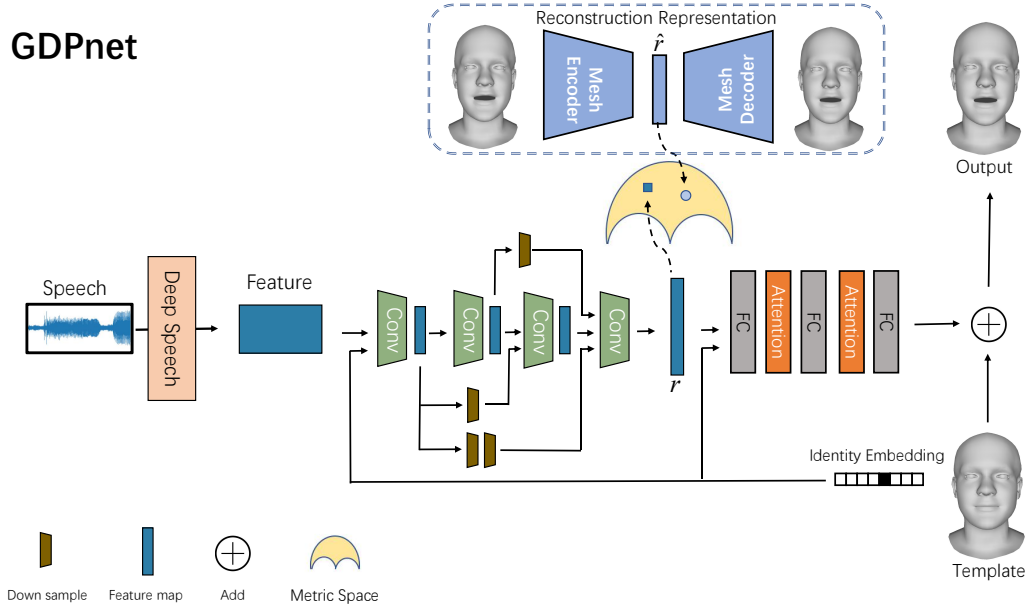 GDPnet
Reconstruction Representation
Mesh
Encoder
r̂
Mesh
Decoder
Output
Speech
Deep Speech
Feature
Conv
Conv
Conv
Conv
r
FC
Attention
FC
Attention
FC
Identity Embedding
Template
Down sample
Feature map
Add
Metric Space